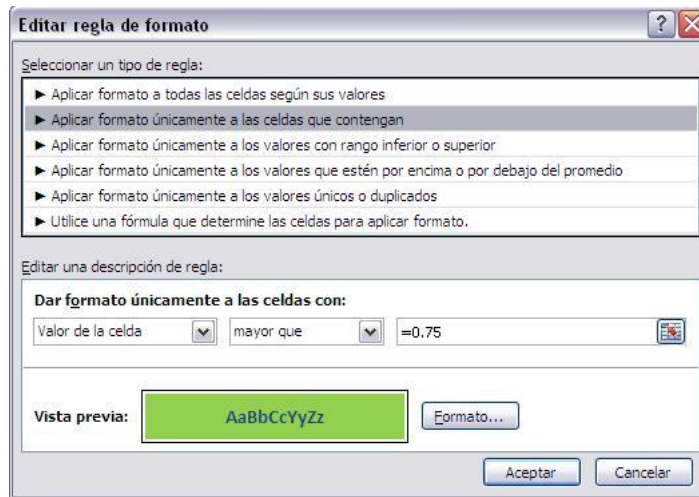 Editar regla de formato
Seleccionar un tipo de regla:
► Aplicar formato a todas las celdas según sus valores
► Aplicar formato únicamente a las celdas que contengan
► Aplicar formato únicamente a los valores con rango inferior o superior
► Aplicar formato únicamente a los valores que estén por encima o por debajo del promedio
► Aplicar formato únicamente a los valores únicos o duplicados
► Utilice una fórmula que determine las celdas para aplicar formato.
Editar una descripción de regla:
Dar formato únicamente a las celdas con:
Valor de la celda mayor que =0.75
Vista previa: AaBbCcYyZz Formato...
Aceptar Cancelar